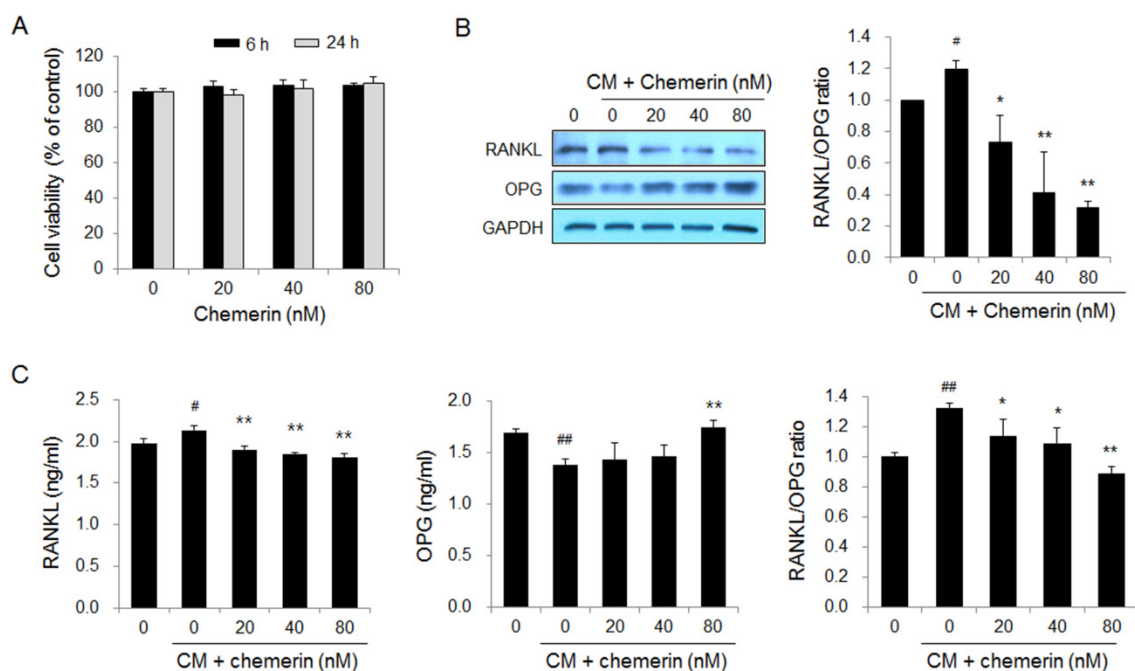 A
6 h 24 h
Cell viability (% of control)
120
100
80
60
40
20
0
0 20 40 80
Chemerin (nM)
B
CM + Chemerin (nM)
0 0 20 40 80
RANKL
OPG
GAPDH
RANKL/OPG ratio
1.4
1.2
1.0
0.8
0.6
0.4
0.2
0.0
# * ** **
0 0 20 40 80
CM + Chemerin (nM)
C
RANKL (ng/ml)
2.5
2.0
1.5
1.0
0.5
0.0
# ** ** **
0 0 20 40 80
CM + chemerin (nM)
OPG (ng/ml)
2.0
1.5
1.0
0.5
0.0
## **
0 0 20 40 80
CM + chemerin (nM)
RANKL/OPG ratio
1.4
1.2
1.0
0.8
0.6
0.4
0.2
0.0
## * * **
0 0 20 40 80
CM + chemerin (nM)